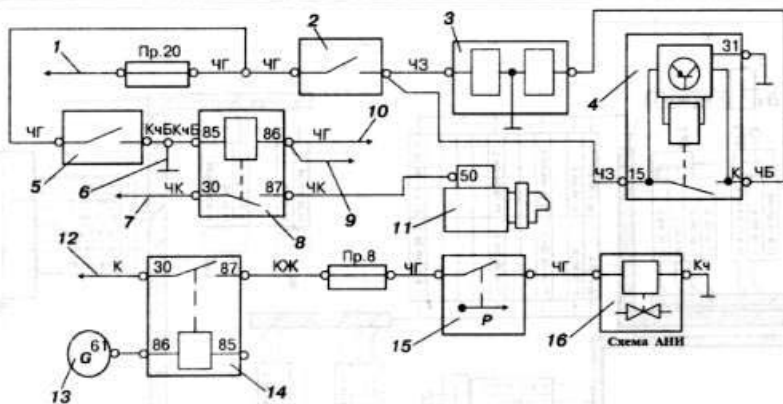 1
Пр.20
ЧГ
ЧГ
2
ЧЗ
3
31
4
ЧГ
КчБ
КчБ
85
86
ЧГ
10
5
6
30
87
ЧК
9
50
ЧЗ
15
К
ЧБ
7
ЧК
8
11
12
К
30
87
ЮЖ
Пр.8
ЧГ
ЧГ
Кч
Р
G
61
86
85
15
16
Схема АНИ
13
14